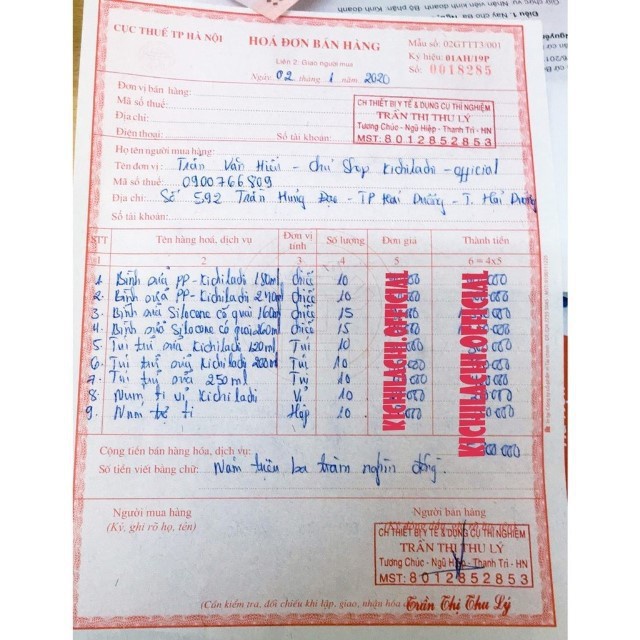 CỤC THUẾ TP HÀ NỘI
HOÁ ĐƠN BÁN HÀNG
Mẫu số: 02GTTT3/001
Liên 2: Giao người mua
Ký hiệu: 01AH/19P
Ngày: 02 tháng 1 năm 2020
Số: 0018285
Đơn vị bán hàng:
Mã số thuế:
Địa chỉ:
Điện thoại: Số tài khoản:
CH THIẾT BỊ Y TẾ & DỤNG CỤ THÍ NGHIỆM
TRẦN THỊ THU LÝ
Tương Chúc - Ngũ Hiệp - Thanh Trì - HN
MST: 8012852853
Họ tên người mua hàng:
Tên đơn vị: Trần Văn Hiến - Chủ Shop Kichilachi - official
Mã số thuế: 0900766809
Địa chỉ: Số 592 Trần Hưng Đạo - TP Hải Dương - T. Hải Dương
Số tài khoản:
STT Tên hàng hoá, dịch vụ Đơn vị tính Số lượng Đơn giá Thành tiền
1 2 3 4 5 6 = 4x5
1. Bình sữa PP - Kichilachi 150ml chiếc 10
2. Bình sữa PP - Kichilachi 240ml chiếc 10
3. Bình sữa Silocone có quai 160ml chiếc 15
4. Bình sữa Silocone có quai chiếc 15
5. Túi trữ sữa Kichilachi 120ml Túi 10
6. Túi trữ sữa Kichilachi Túi 10
7. Túi trữ sữa 250ml Túi 10
8. Núm ti vỉ Kichilachi Vỉ 10
9. Núm ti Hộp
KICHILACHI.OFFICIAL
KICHILACHI.OFFICIAL
Cộng tiền bán hàng hóa, dịch vụ:
Số tiền viết bằng chữ: Năm triệu ba trăm nghìn đồng.
Người mua hàng
(Ký, ghi rõ họ, tên)
Người bán hàng
CH THIẾT BỊ Y TẾ & DỤNG CỤ THÍ NGHIỆM
TRẦN THỊ THU LÝ
Tương Chúc - Ngũ Hiệp - Thanh Trì - HN
MST: 8012852853
(Cần kiểm tra, đối chiếu khi lập, giao, nhận hóa
Trần Thị Thu Lý